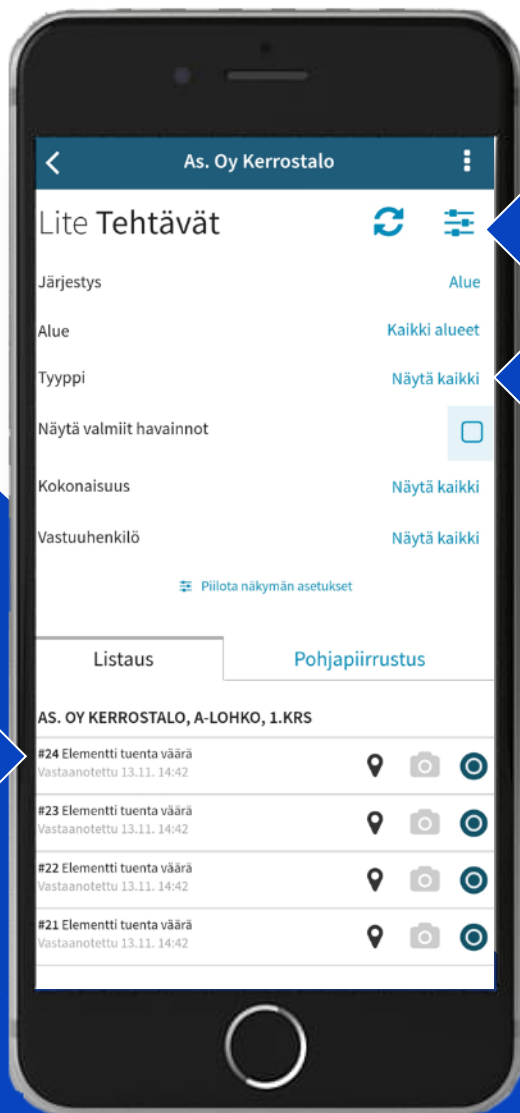 As. Oy Kerrostalo
Lite Tehtävät
Järjestys Alue
Alue Kaikki alueet
Tyyppi Näytä kaikki
Näytä valmiit havainnot
Kokonaisuus Näytä kaikki
Vastuuhenkilö Näytä kaikki
Piilota näkymän asetukset
Listaus Pohjapiirrustus
AS. OY KERROSTALO, A-LOHKO, 1.KRS
#24 Elementti tuenta väärä
Vastaanotettu 13.11. 14:42
#23 Elementti tuenta väärä
Vastaanotettu 13.11. 14:42
#22 Elementti tuenta väärä
Vastaanotettu 13.11. 14:42
#21 Elementti tuenta väärä
Vastaanotettu 13.11. 14:42